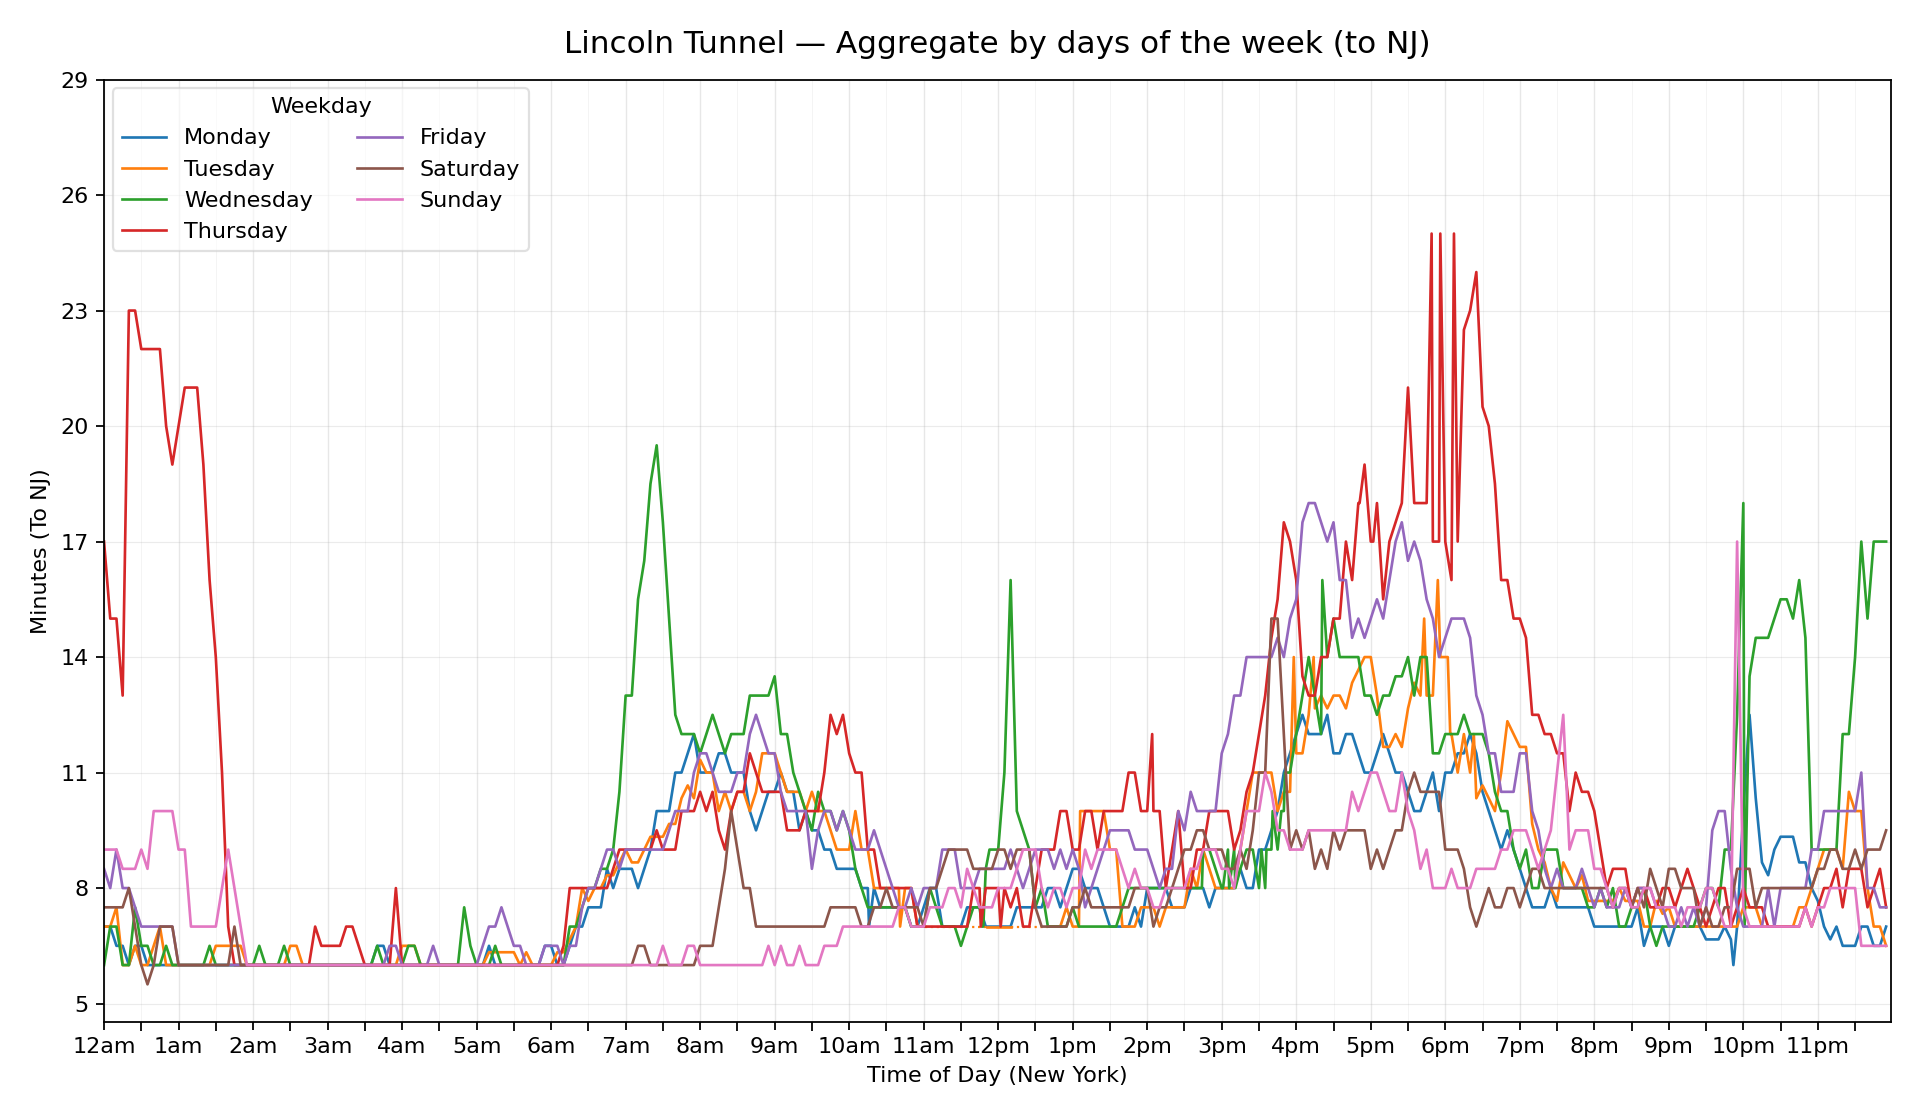 Lincoln Tunnel — Aggregate by days of the week (to NJ)
Weekday
Monday
Tuesday
Wednesday
Thursday
Friday
Saturday
Sunday
29
26
23
20
17
14
11
8
5
Minutes (To NJ)
12am 1am 2am 3am 4am 5am 6am 7am 8am 9am 10am 11am 12pm 1pm 2pm 3pm 4pm 5pm 6pm 7pm 8pm 9pm 10pm 11pm
Time of Day (New York)